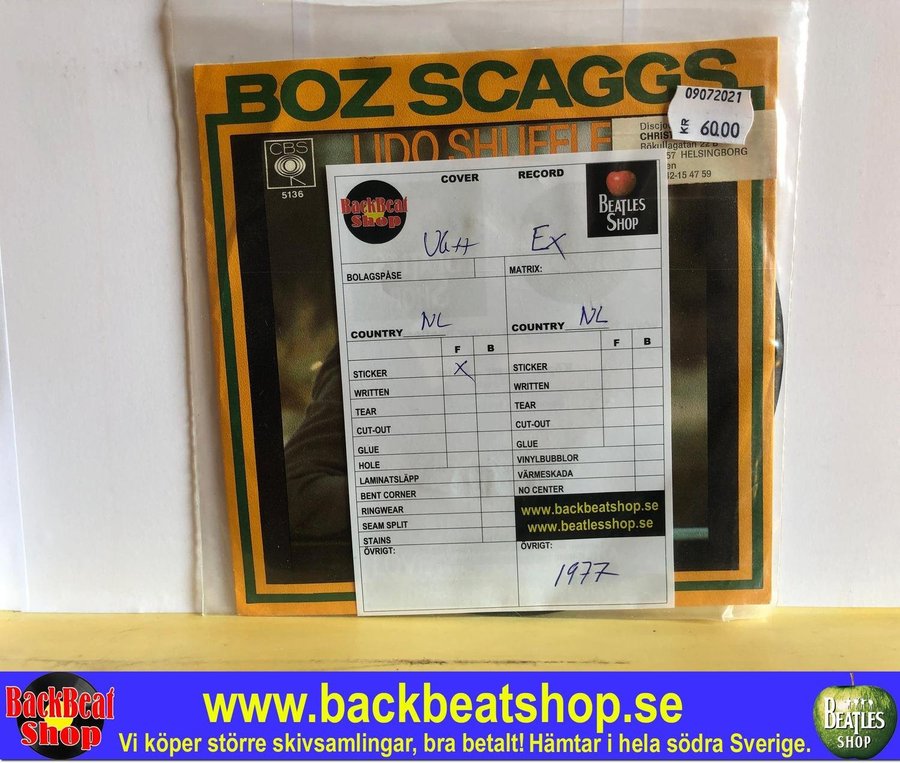 BOZ SCAGGS
09072021
KR 60.00
LIDO SHUFFLE
CBS
5136
Discjo
CHRIST
Rökullagatan 22 B
57 HELSINGBORG
en
42-15 47 59
COVER RECORD
BackBeat Shop
BEATLES SHOP
VG++ Ex
BOLAGSPÅSE MATRIX:
COUNTRY NL COUNTRY NL
F B F B
STICKER X STICKER
WRITTEN WRITTEN
TEAR TEAR
CUT-OUT CUT-OUT
GLUE GLUE
HOLE VINYLBUBBLOR
LAMINATSLÄPP VÄRMESKADA
BENT CORNER NO CENTER
RINGWEAR www.backbeatshop.se
SEAM SPLIT www.beatlesshop.se
STAINS
ÖVRIGT: ÖVRIGT:
1977
BackBeat Shop
www.backbeatshop.se
Vi köper större skivsamlingar, bra betalt! Hämtar i hela södra Sverige.
BEATLES SHOP